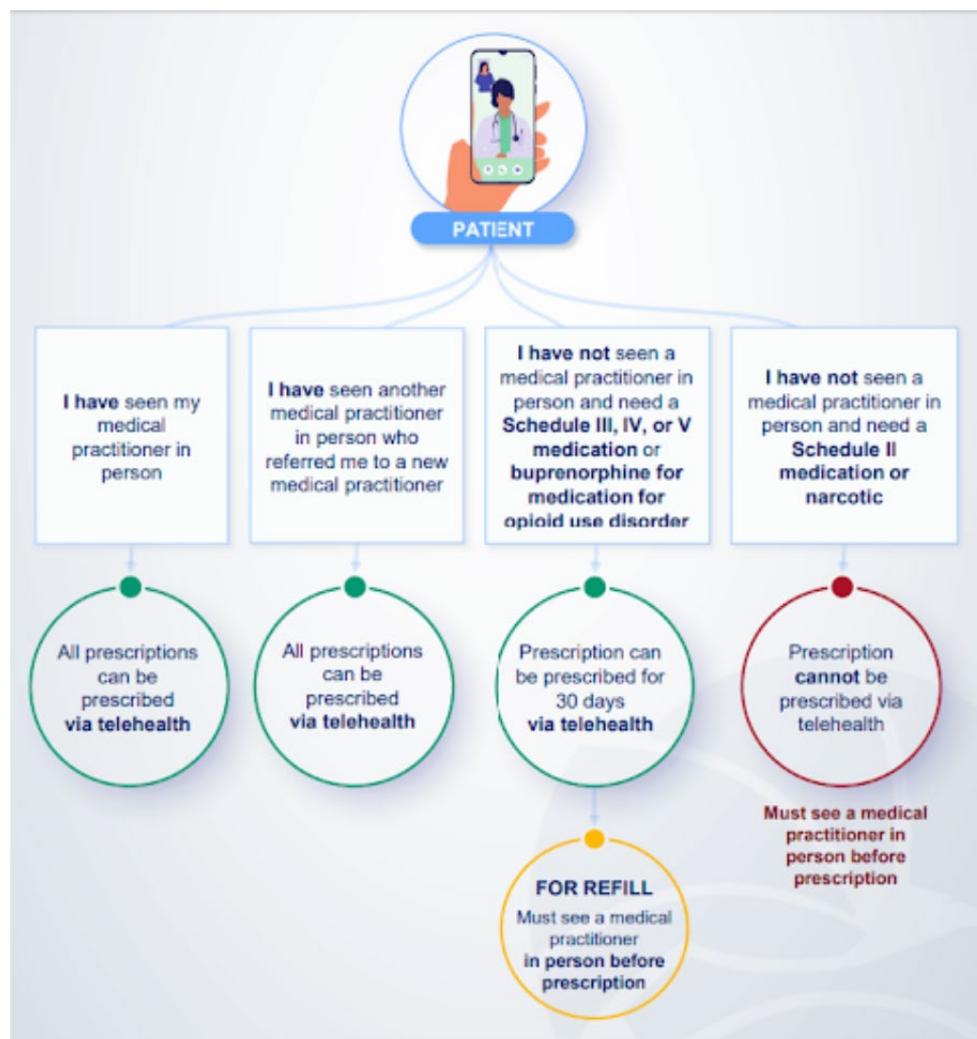 PATIENT
I have seen my
medical
practitioner in
person
I have seen another
medical practitioner
in person who
referred me to a new
medical practitioner
I have not seen a
medical practitioner in
person and need a
Schedule III, IV, or V
medication or
buprenorphine for
medication for
opioid use disorder
I have not seen a
medical practitioner in
person and need a
Schedule II
medication or
narcotic
All prescriptions
can be
prescribed
via telehealth
All prescriptions
can be
prescribed
via telehealth
Prescription can
be prescribed for
30 days
via telehealth
Prescription
cannot be
prescribed via
telehealth
Must see a medical
practitioner in
person before
prescription
FOR REFILL
Must see a medical
practitioner
in person before
prescription